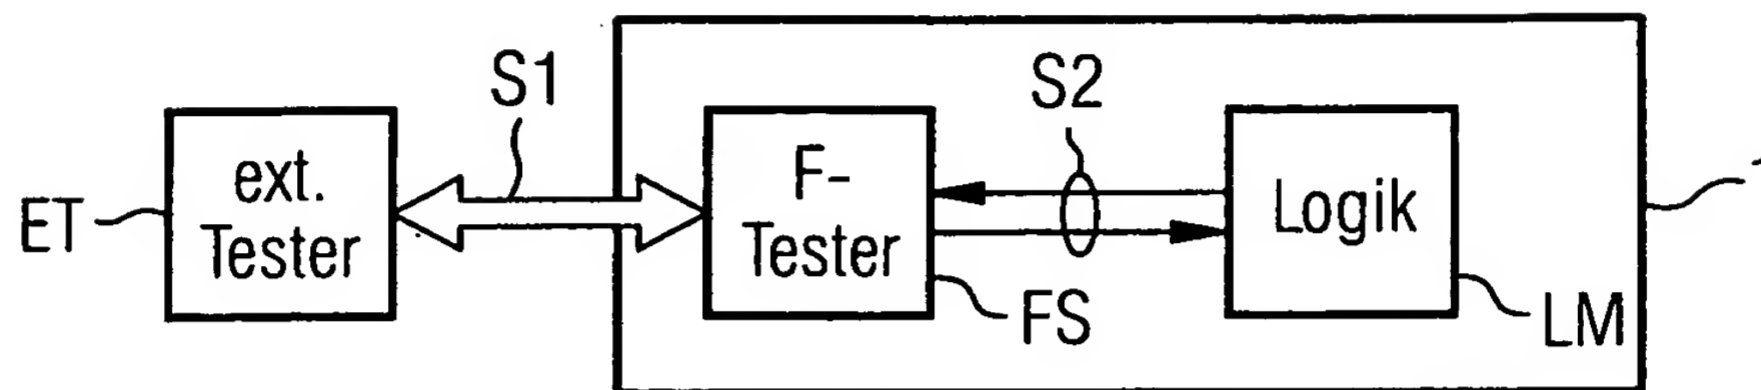 S1
S2
ext.
Tester
F-
Tester
Logik
ET
FS
LM